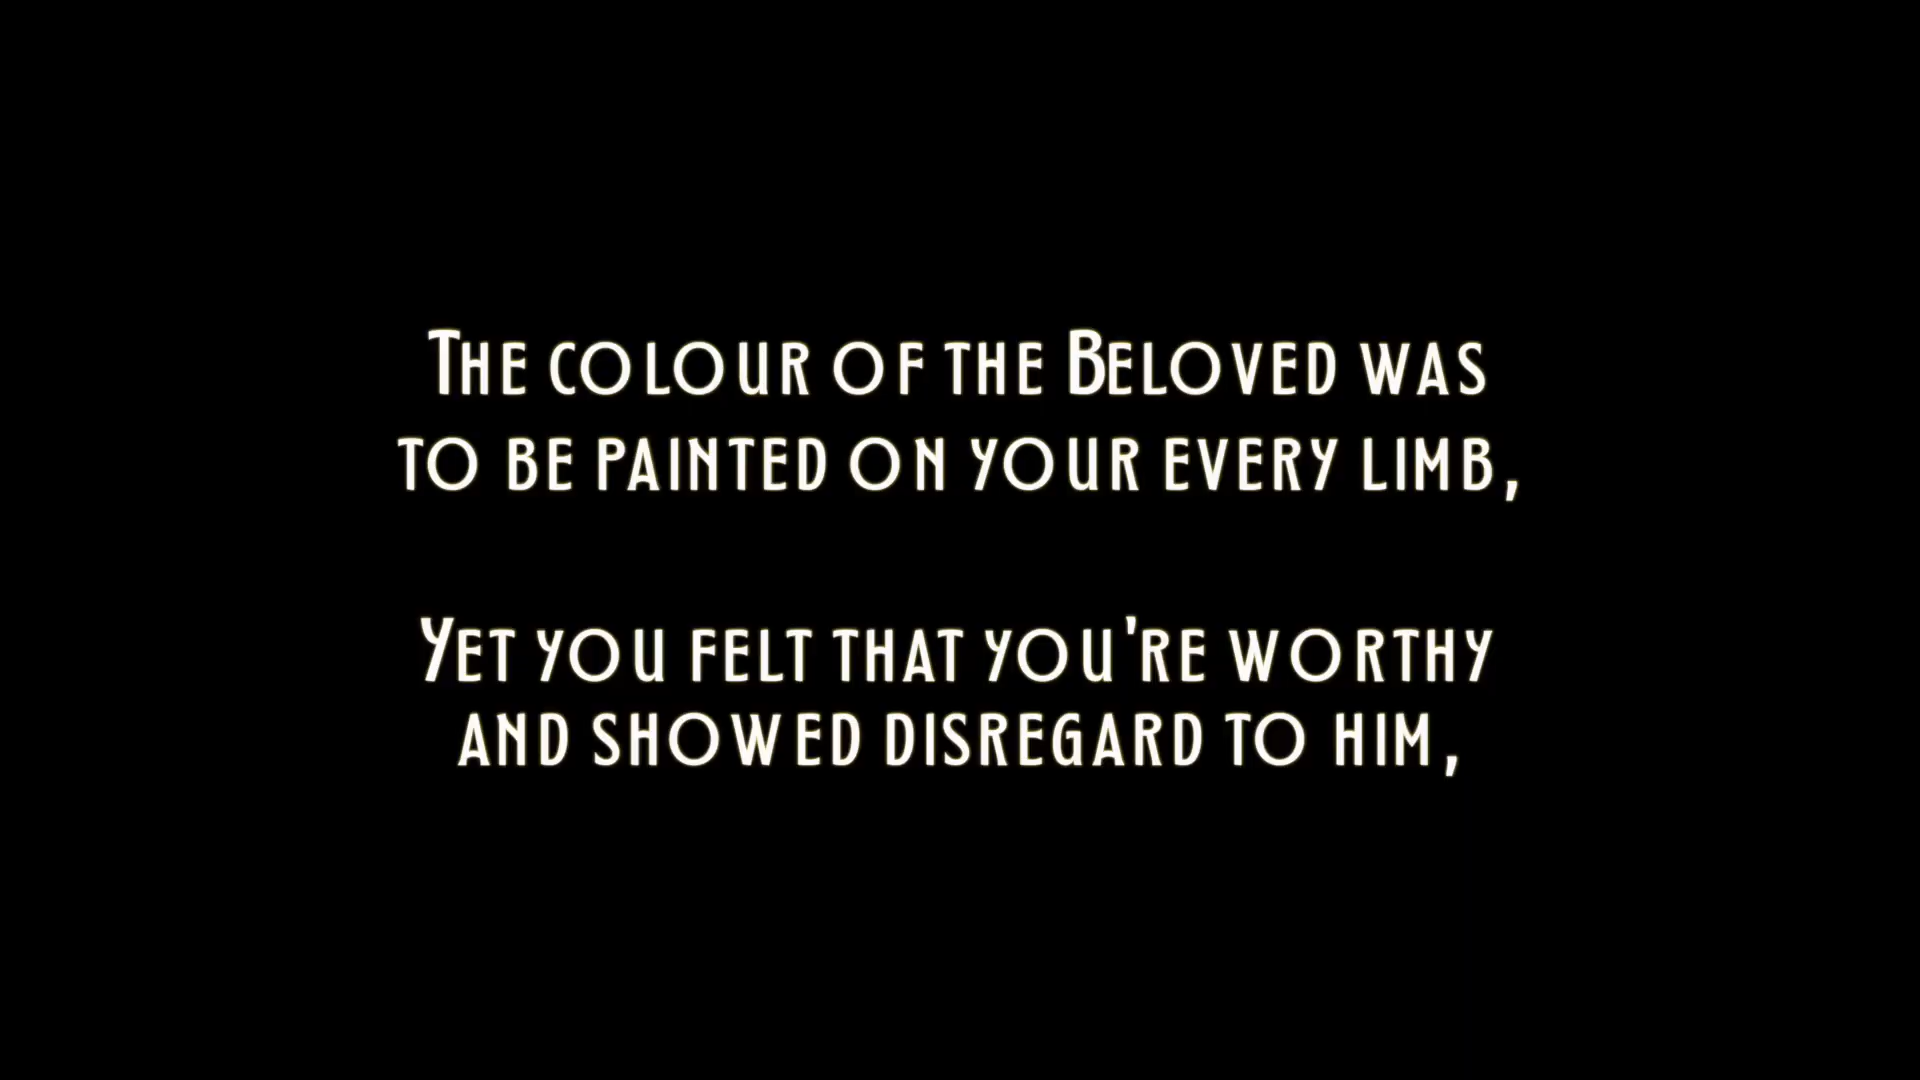 The colour of the Beloved was
to be painted on your every limb,
Yet you felt that you're worthy
and showed disregard to him,